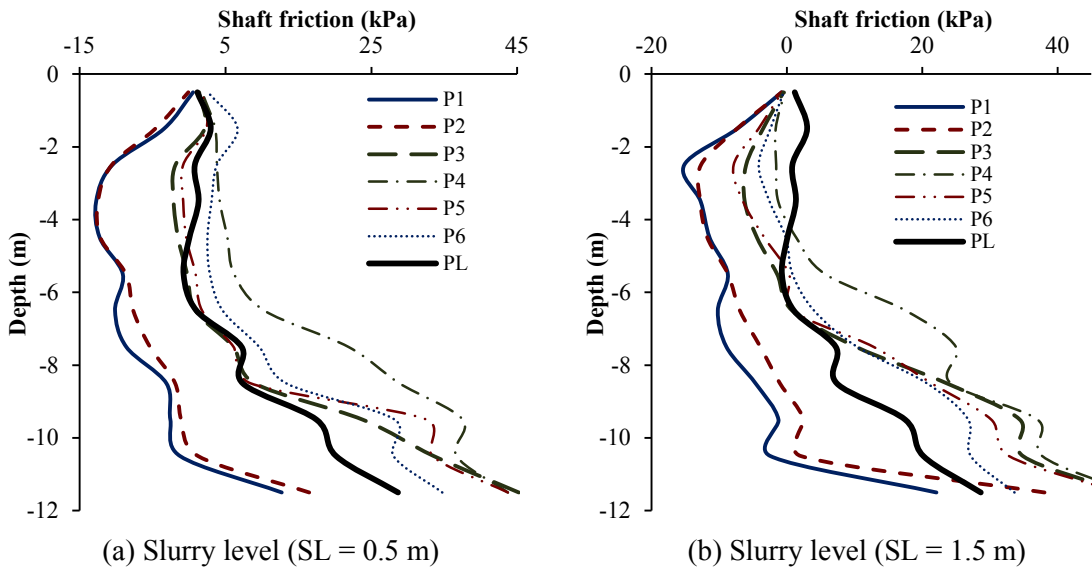 Shaft friction (kPa)
-15 5 25 45
0
-2
-4
-6
-8
-10
-12
Depth (m)
P1
P2
P3
P4
P5
P6
PL
(a) Slurry level (SL = 0.5 m)
Shaft friction (kPa)
-20 0 20 40
0
-2
-4
-6
-8
-10
-12
Depth (m)
P1
P2
P3
P4
P5
P6
PL
(b) Slurry level (SL = 1.5 m)